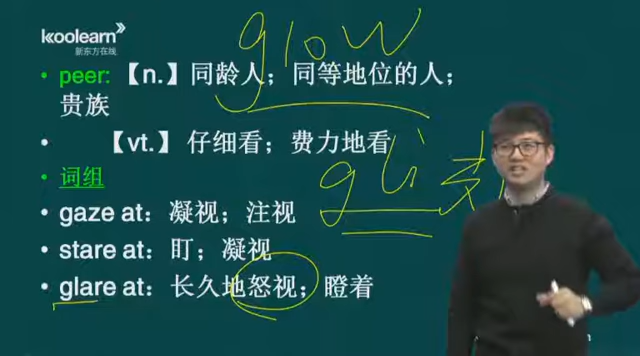 koolearn
新东方在线
glow
• peer:【n.】同龄人；同等地位的人；
贵族
• 【vt.】仔细看；费力地看
gli
• 词组
gaze at：凝视；注视
• stare at：盯；凝视
• glare at：长久地怒视；瞪着